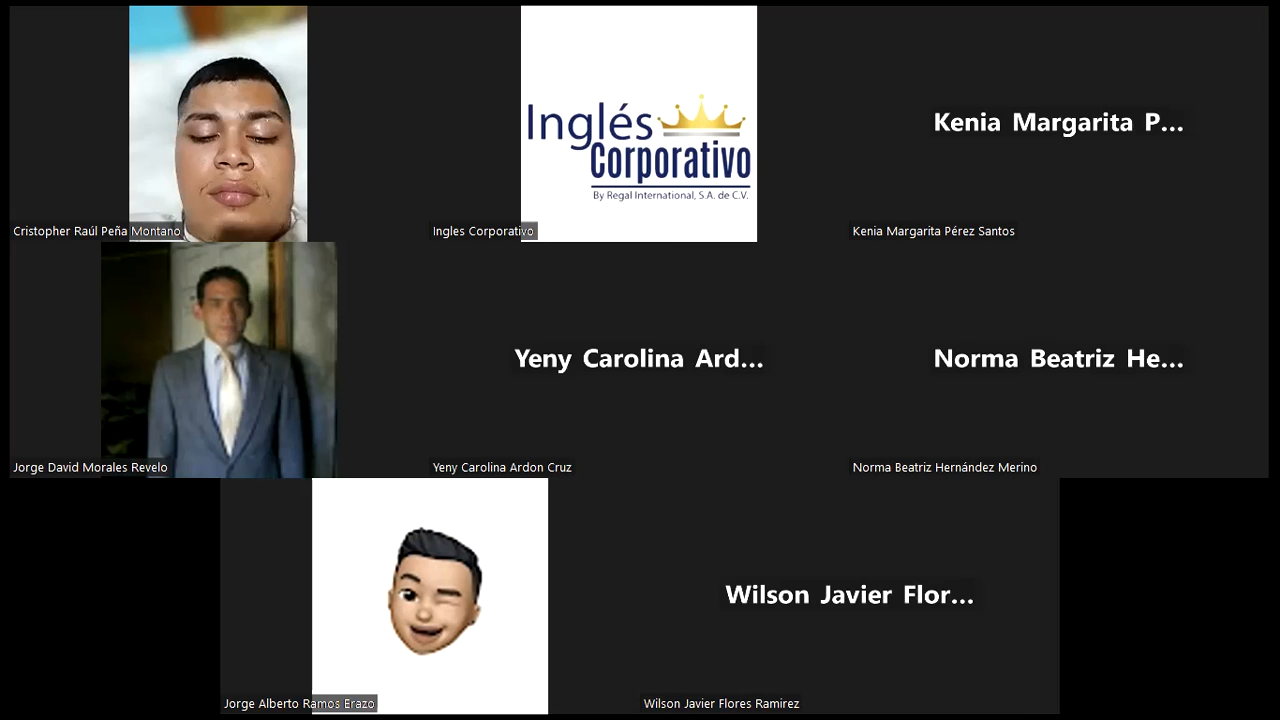 Kenia Margarita P...
Inglés
Corporativo
By Regal International, S.A. de C.V.
Cristopher Raúl Peña Montano
Ingles Corporativo
Kenia Margarita Pérez Santos
Yeny Carolina Ard...
Norma Beatriz He...
Jorge David Morales Revelo
Yeny Carolina Ardon Cruz
Norma Beatriz Hernández Merino
Wilson Javier Flor...
Jorge Alberto Ramos Erazo
Wilson Javier Flores Ramirez